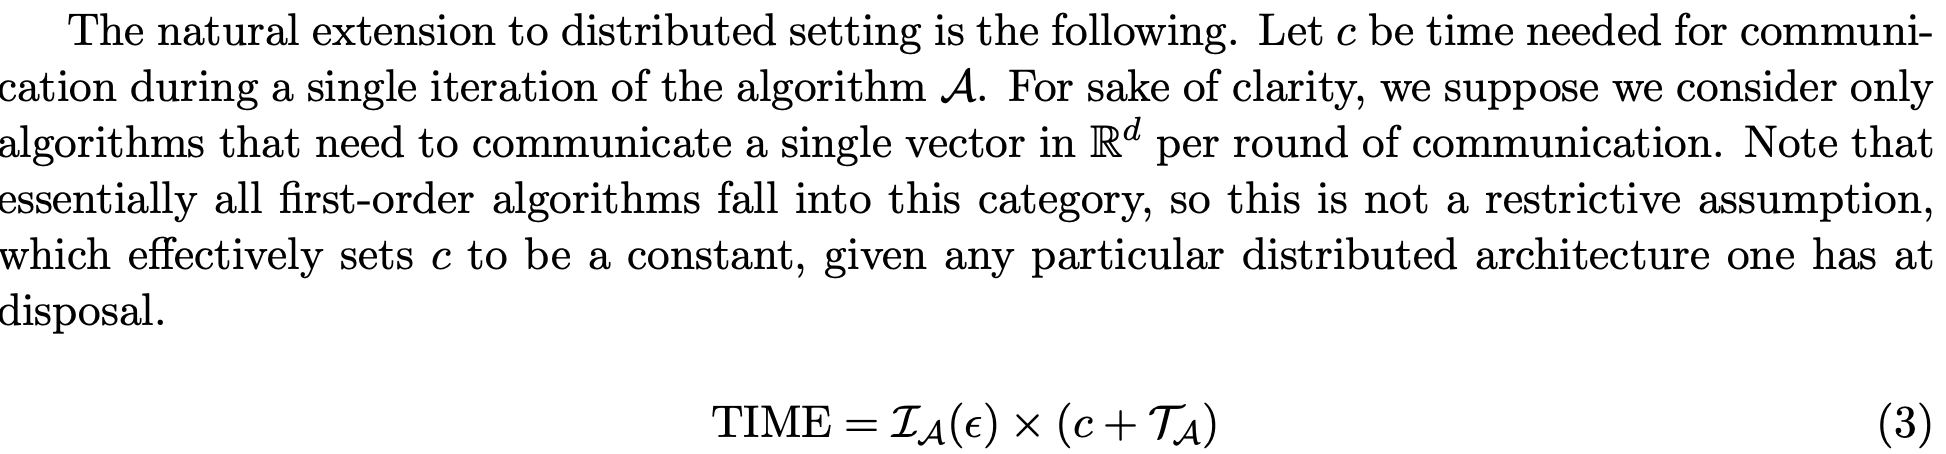 The natural extension to distributed setting is the following. Let c be time needed for communi-
cation during a single iteration of the algorithm 𝒜. For sake of clarity, we suppose we consider only
algorithms that need to communicate a single vector in ℝᵈ per round of communication. Note that
essentially all first-order algorithms fall into this category, so this is not a restrictive assumption,
which effectively sets c to be a constant, given any particular distributed architecture one has at
disposal.
TIME = ℐ_𝒜(ϵ) × (c + 𝒯_𝒜) (3)